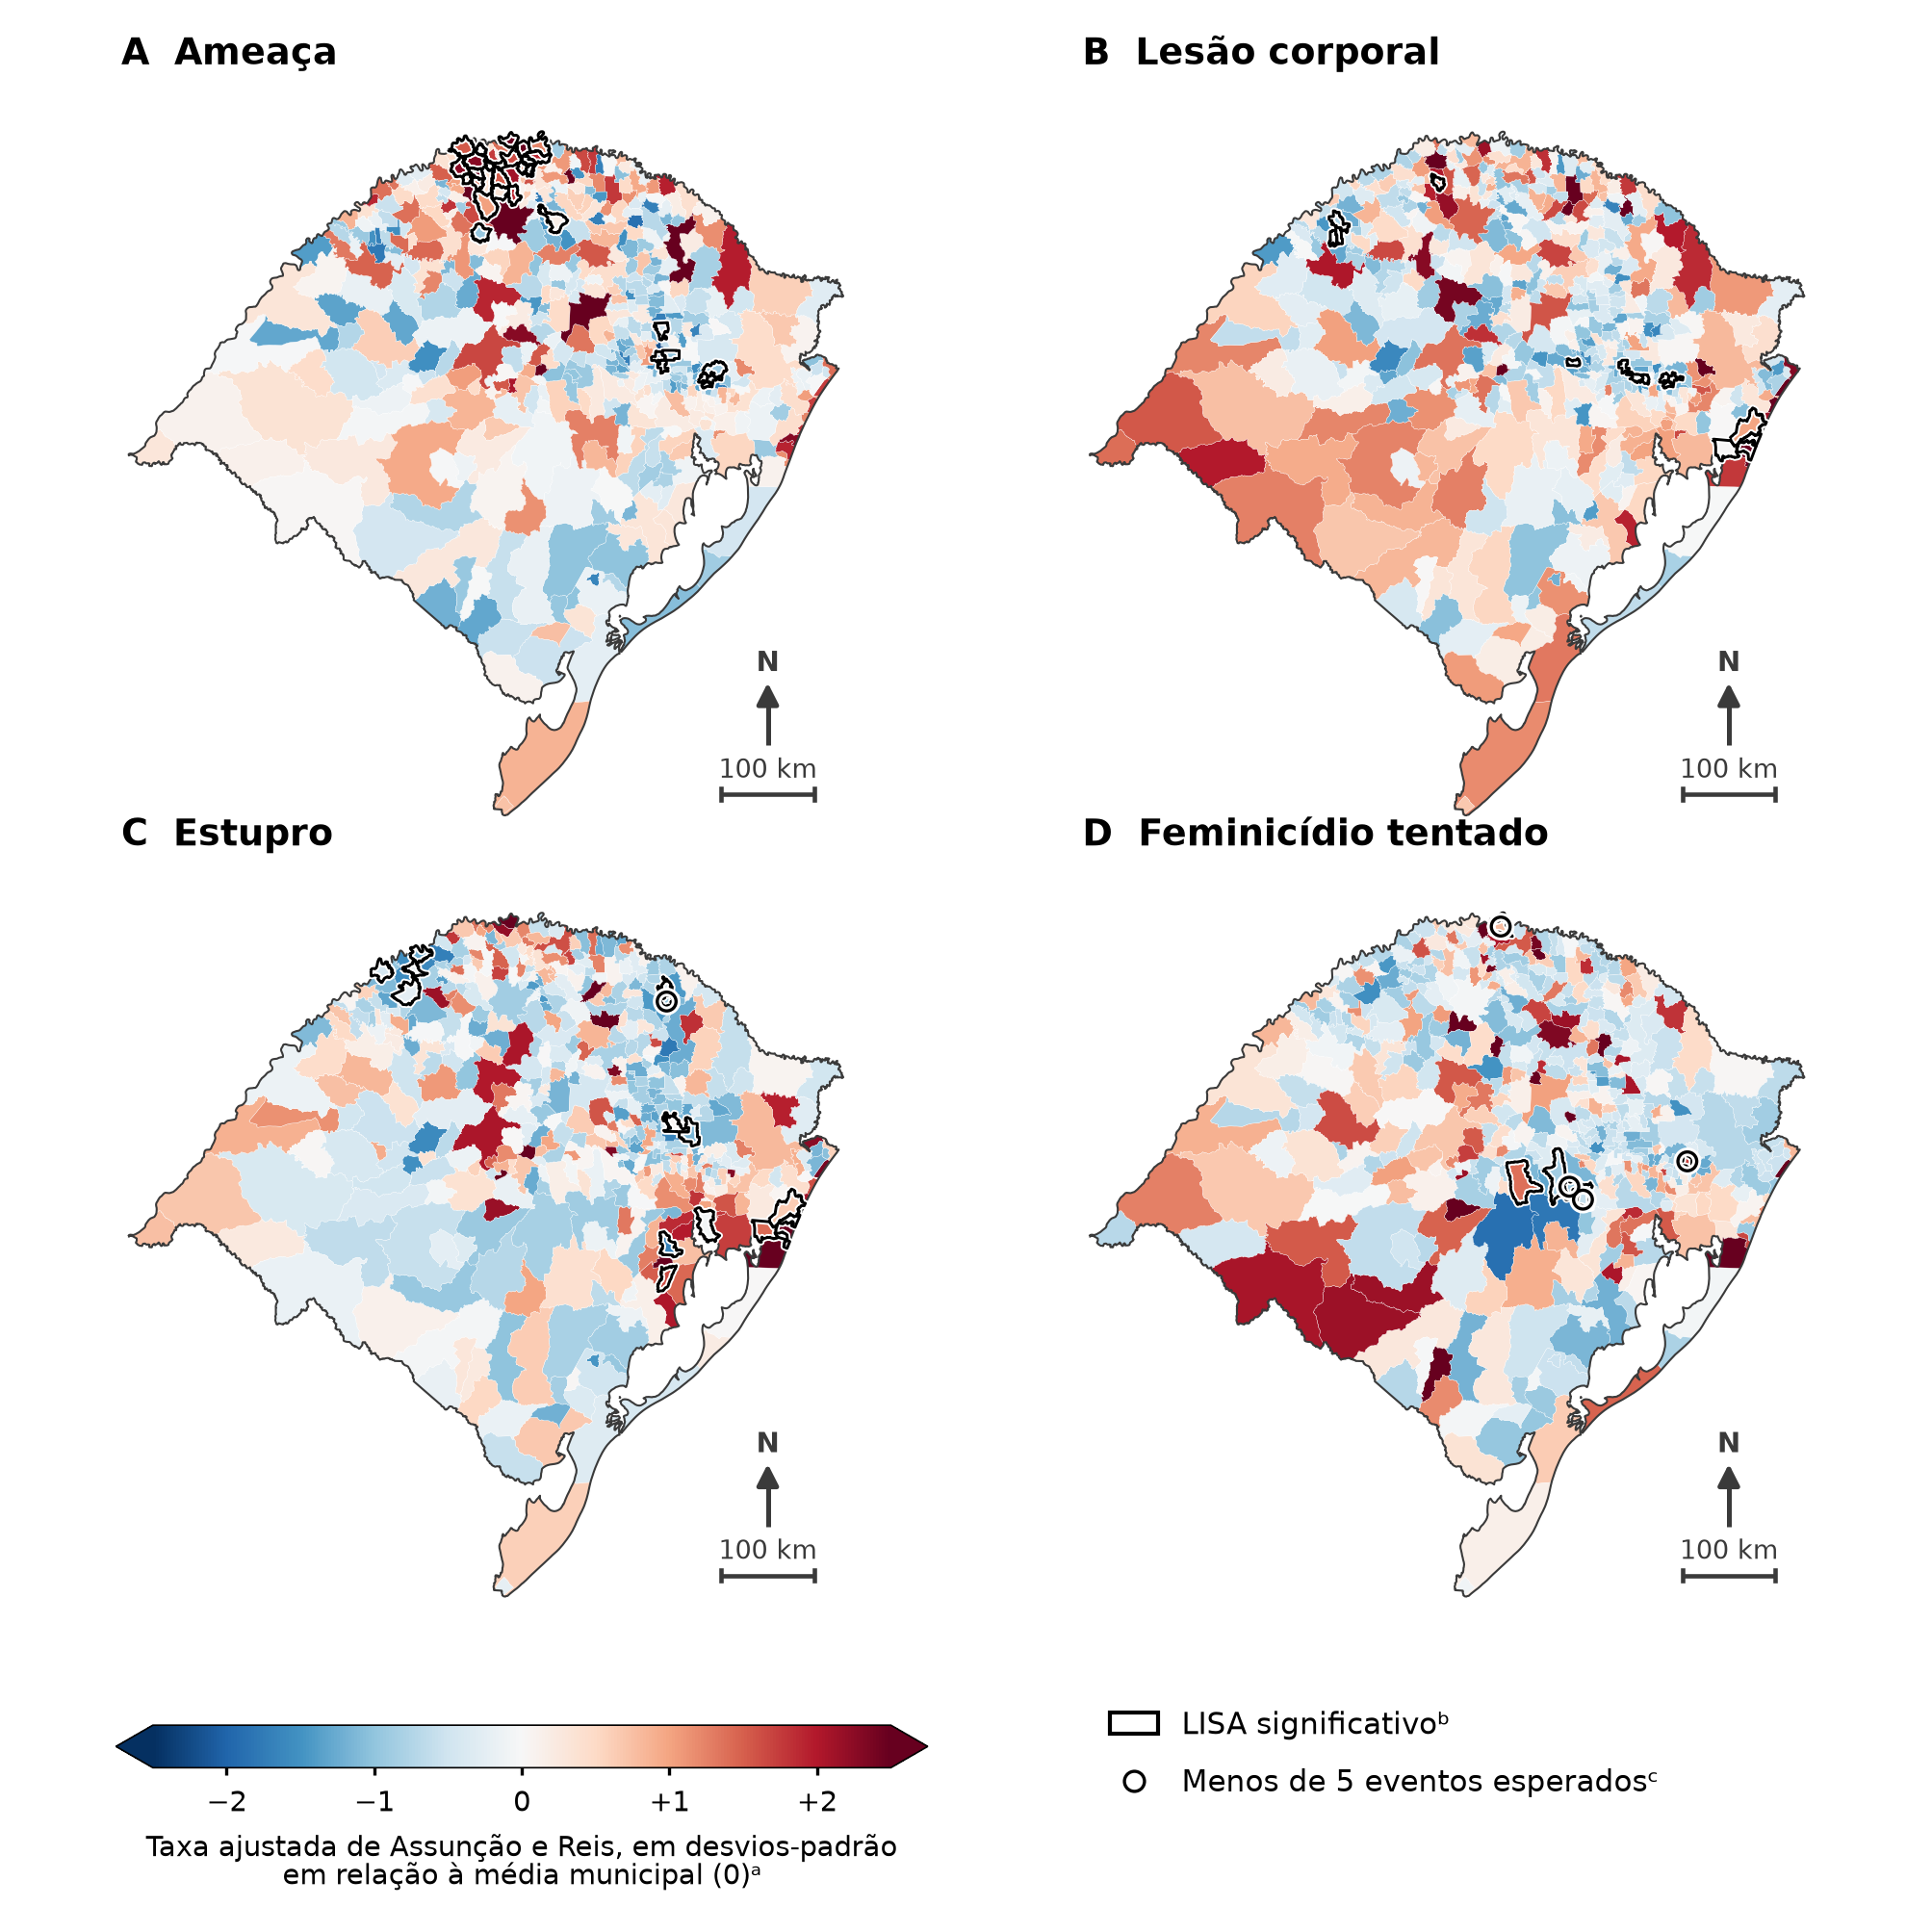 A Ameaça
B Lesão corporal
N
100 km
N
100 km
C Estupro
D Feminicídio tentado
N
100 km
N
100 km
−2 −1 0 +1 +2
Taxa ajustada de Assunção e Reis, em desvios-padrão
em relação à média municipal (0)ᵃ
LISA significativoᵇ
Menos de 5 eventos esperadosᶜ